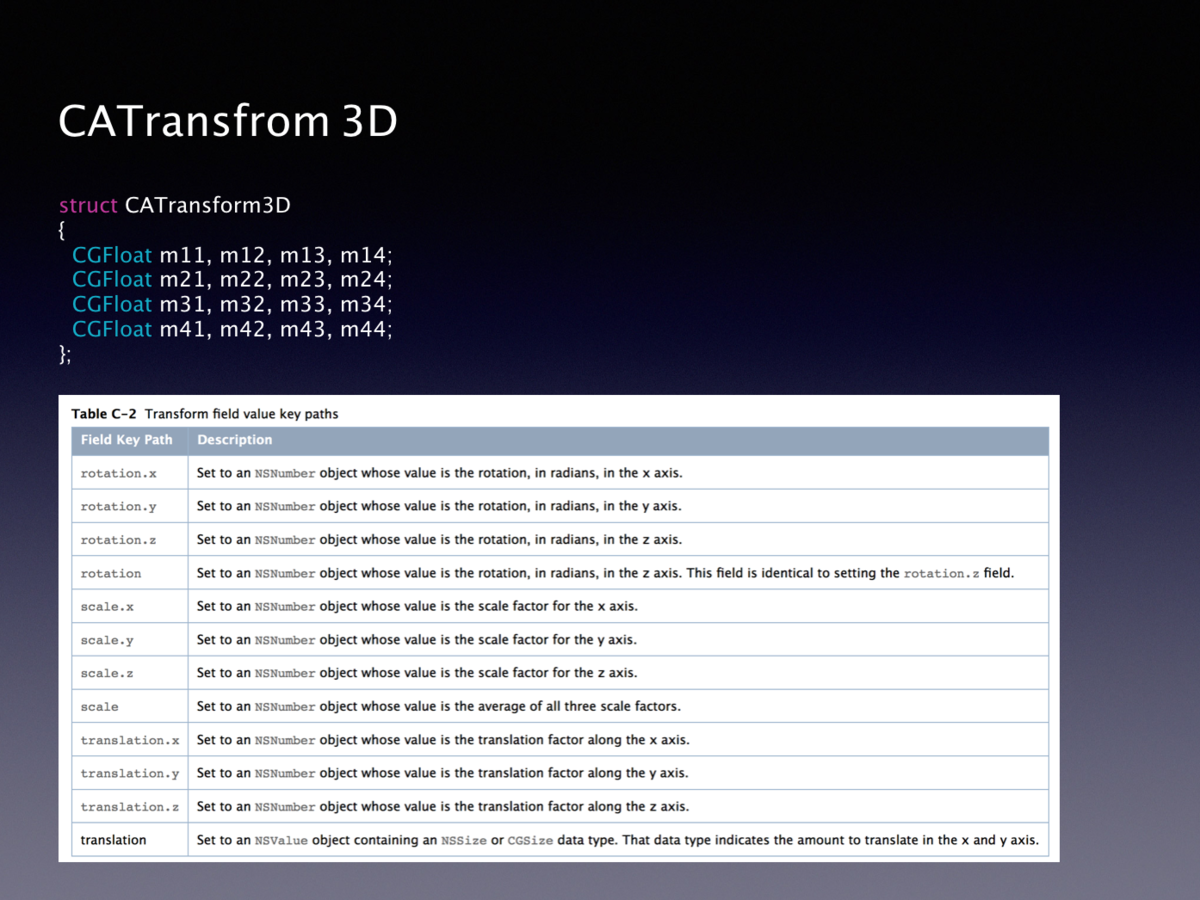 CATransfrom 3D
struct CATransform3D
{
CGFloat m11, m12, m13, m14;
CGFloat m21, m22, m23, m24;
CGFloat m31, m32, m33, m34;
CGFloat m41, m42, m43, m44;
};
Table C-2 Transform field value key paths
Field Key Path Description
rotation.x Set to an NSNumber object whose value is the rotation, in radians, in the x axis.
rotation.y Set to an NSNumber object whose value is the rotation, in radians, in the y axis.
rotation.z Set to an NSNumber object whose value is the rotation, in radians, in the z axis.
rotation Set to an NSNumber object whose value is the rotation, in radians, in the z axis. This field is identical to setting the rotation.z field.
scale.x Set to an NSNumber object whose value is the scale factor for the x axis.
scale.y Set to an NSNumber object whose value is the scale factor for the y axis.
scale.z Set to an NSNumber object whose value is the scale factor for the z axis.
scale Set to an NSNumber object whose value is the average of all three scale factors.
translation.x Set to an NSNumber object whose value is the translation factor along the x axis.
translation.y Set to an NSNumber object whose value is the translation factor along the y axis.
translation.z Set to an NSNumber object whose value is the translation factor along the z axis.
translation Set to an NSValue object containing an NSSize or CGSize data type. That data type indicates the amount to translate in the x and y axis.